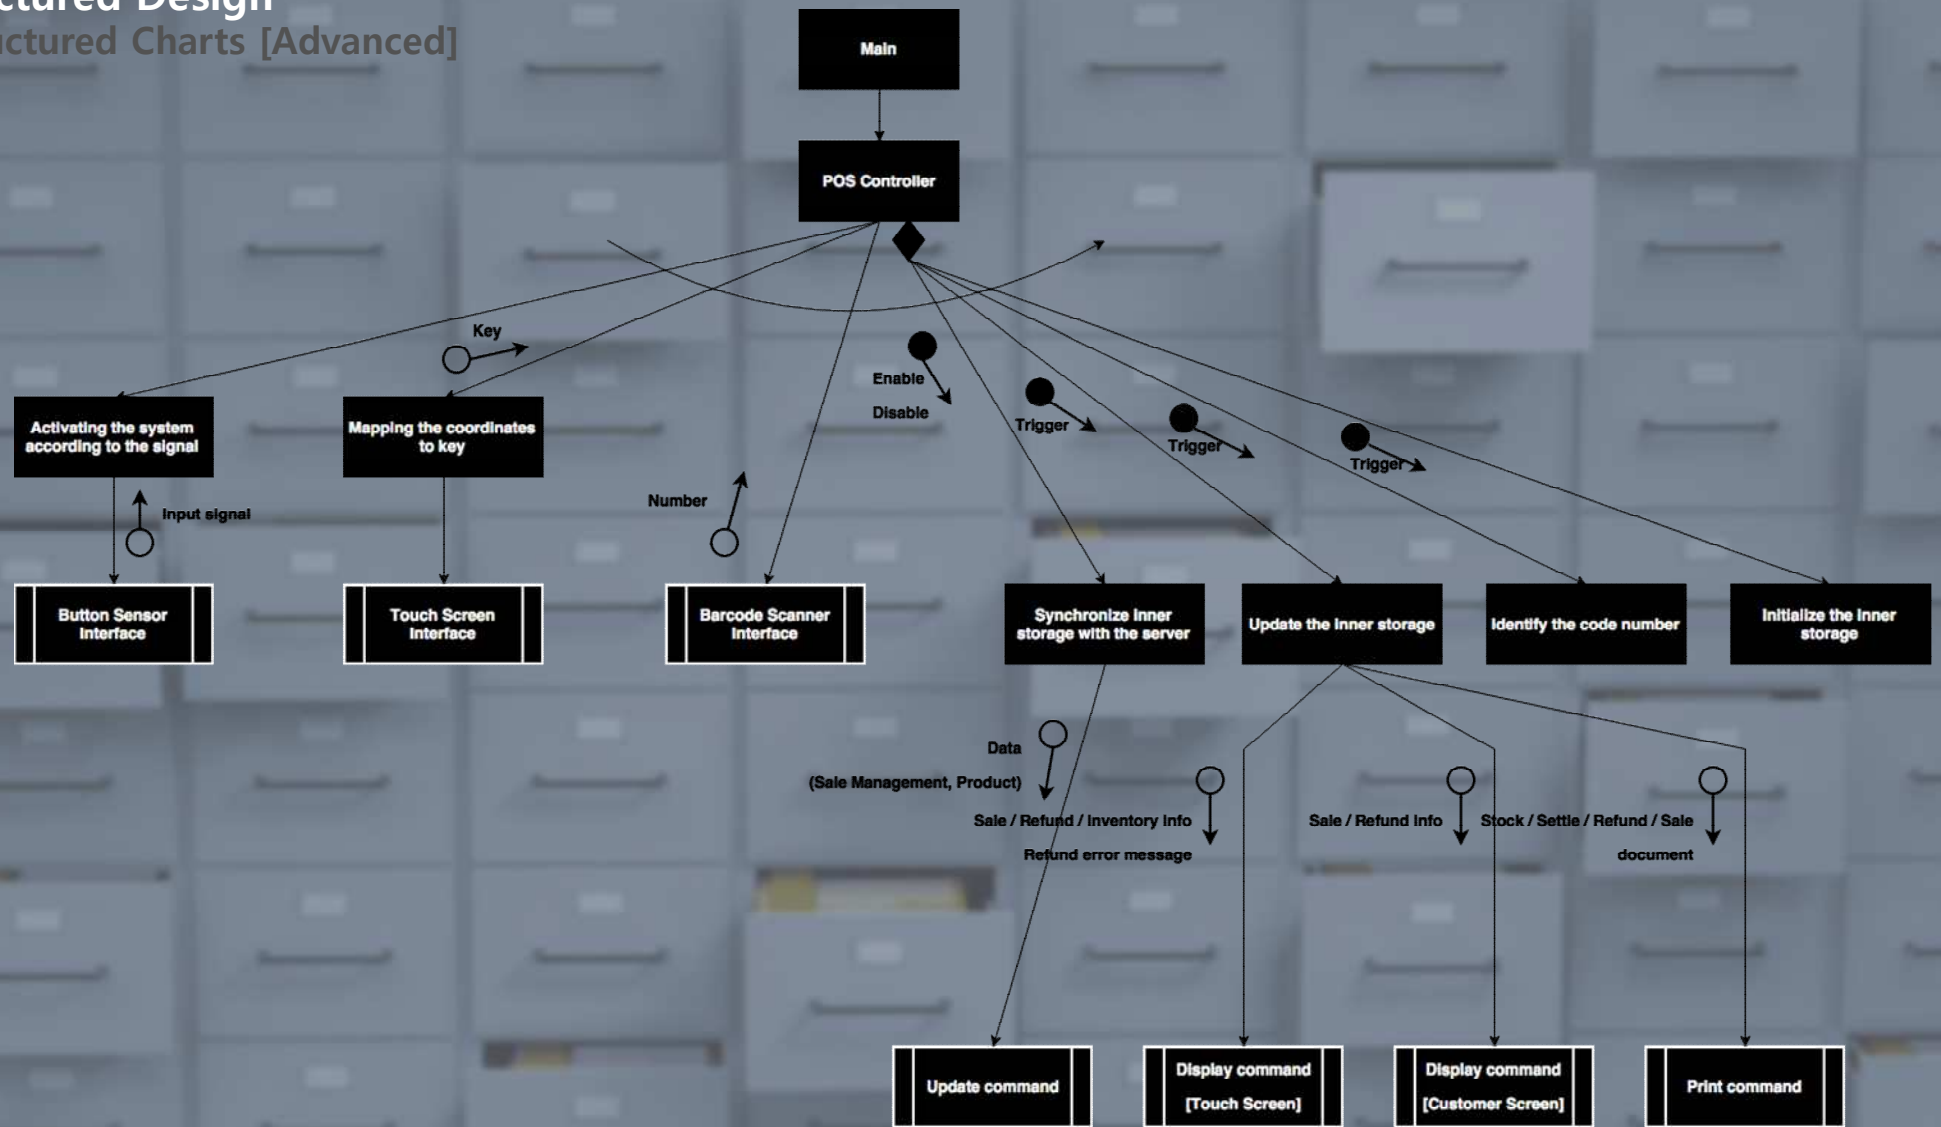 Design
Charts [Advanced]
Main
POS Controller
Key
Enable
Disable
Trigger
Trigger
Trigger
Activating the system
according to the signal
Mapping the coordinates
to key
Input signal
Number
Button Sensor
Interface
Touch Screen
Interface
Barcode Scanner
Interface
Synchronize inner
storage with the server
Update the inner storage
Identify the code number
Initialize the inner
storage
Data
(Sale Management, Product)
Sale / Refund / Inventory Info
Refund error message
Sale / Refund Info
Stock / Settle / Refund / Sale
document
Update command
Display command
[Touch Screen]
Display command
[Customer Screen]
Print command